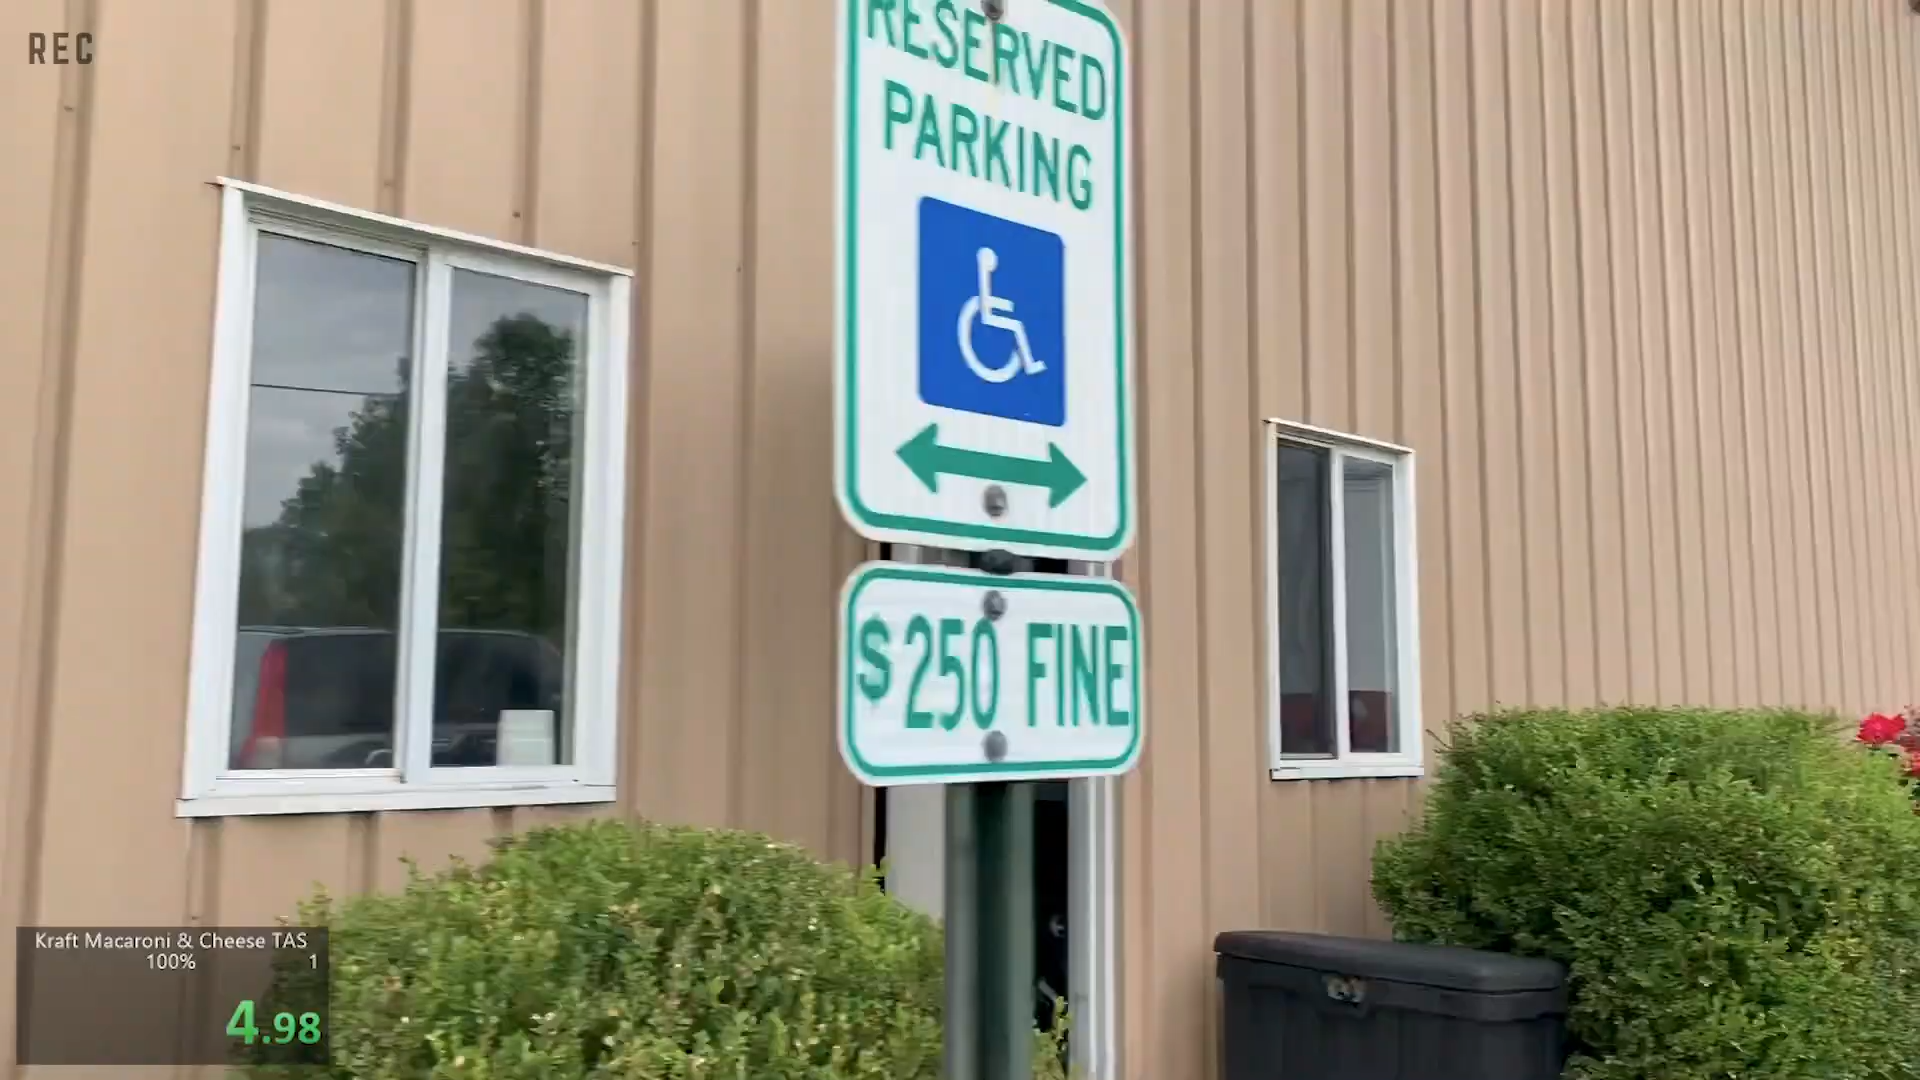 REC
RESERVED
PARKING
$250 FINE
Kraft Macaroni & Cheese TAS
100% 1
4.98